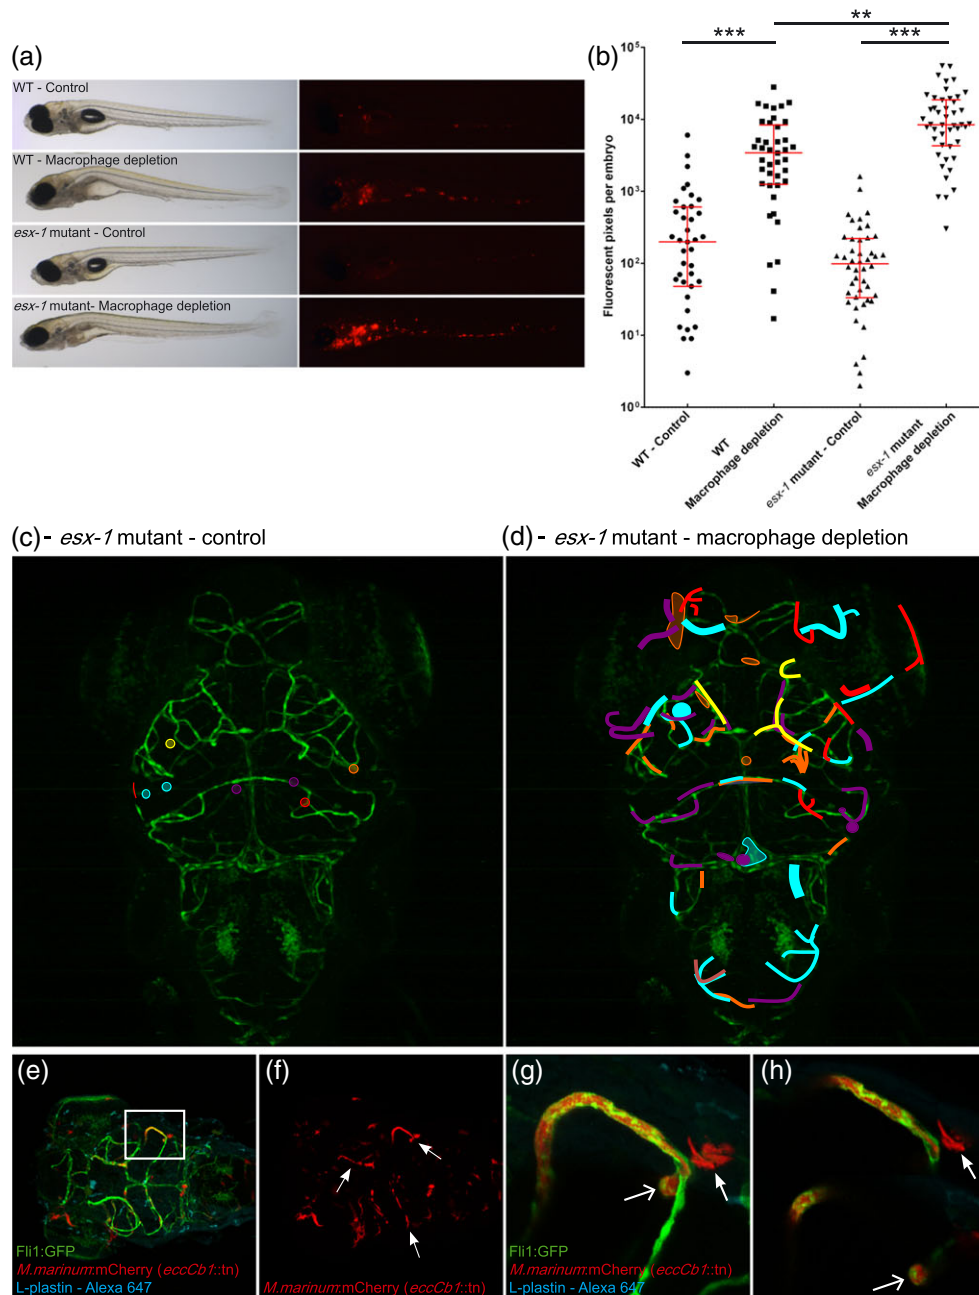 (a)
WT - Control
WT - Macrophage depletion
esx-1 mutant - Control
esx-1 mutant- Macrophage depletion
(b)
***
**
***
Fluorescent pixels per embryo
10⁵
10⁴
10³
10²
10¹
10⁰
WT - Control
WT
Macrophage depletion
esx-1 mutant - Control
esx-1 mutant
Macrophage depletion
(c) - esx-1 mutant - control
(d) - esx-1 mutant - macrophage depletion
(e)
Fli1:GFP
M.marinum:mCherry (eccCb1::tn)
L-plastin - Alexa 647
(f)
M.marinum:mCherry (eccCb1::tn)
(g)
Fli1:GFP
M.marinum:mCherry (eccCb1::tn)
L-plastin - Alexa 647
(h)